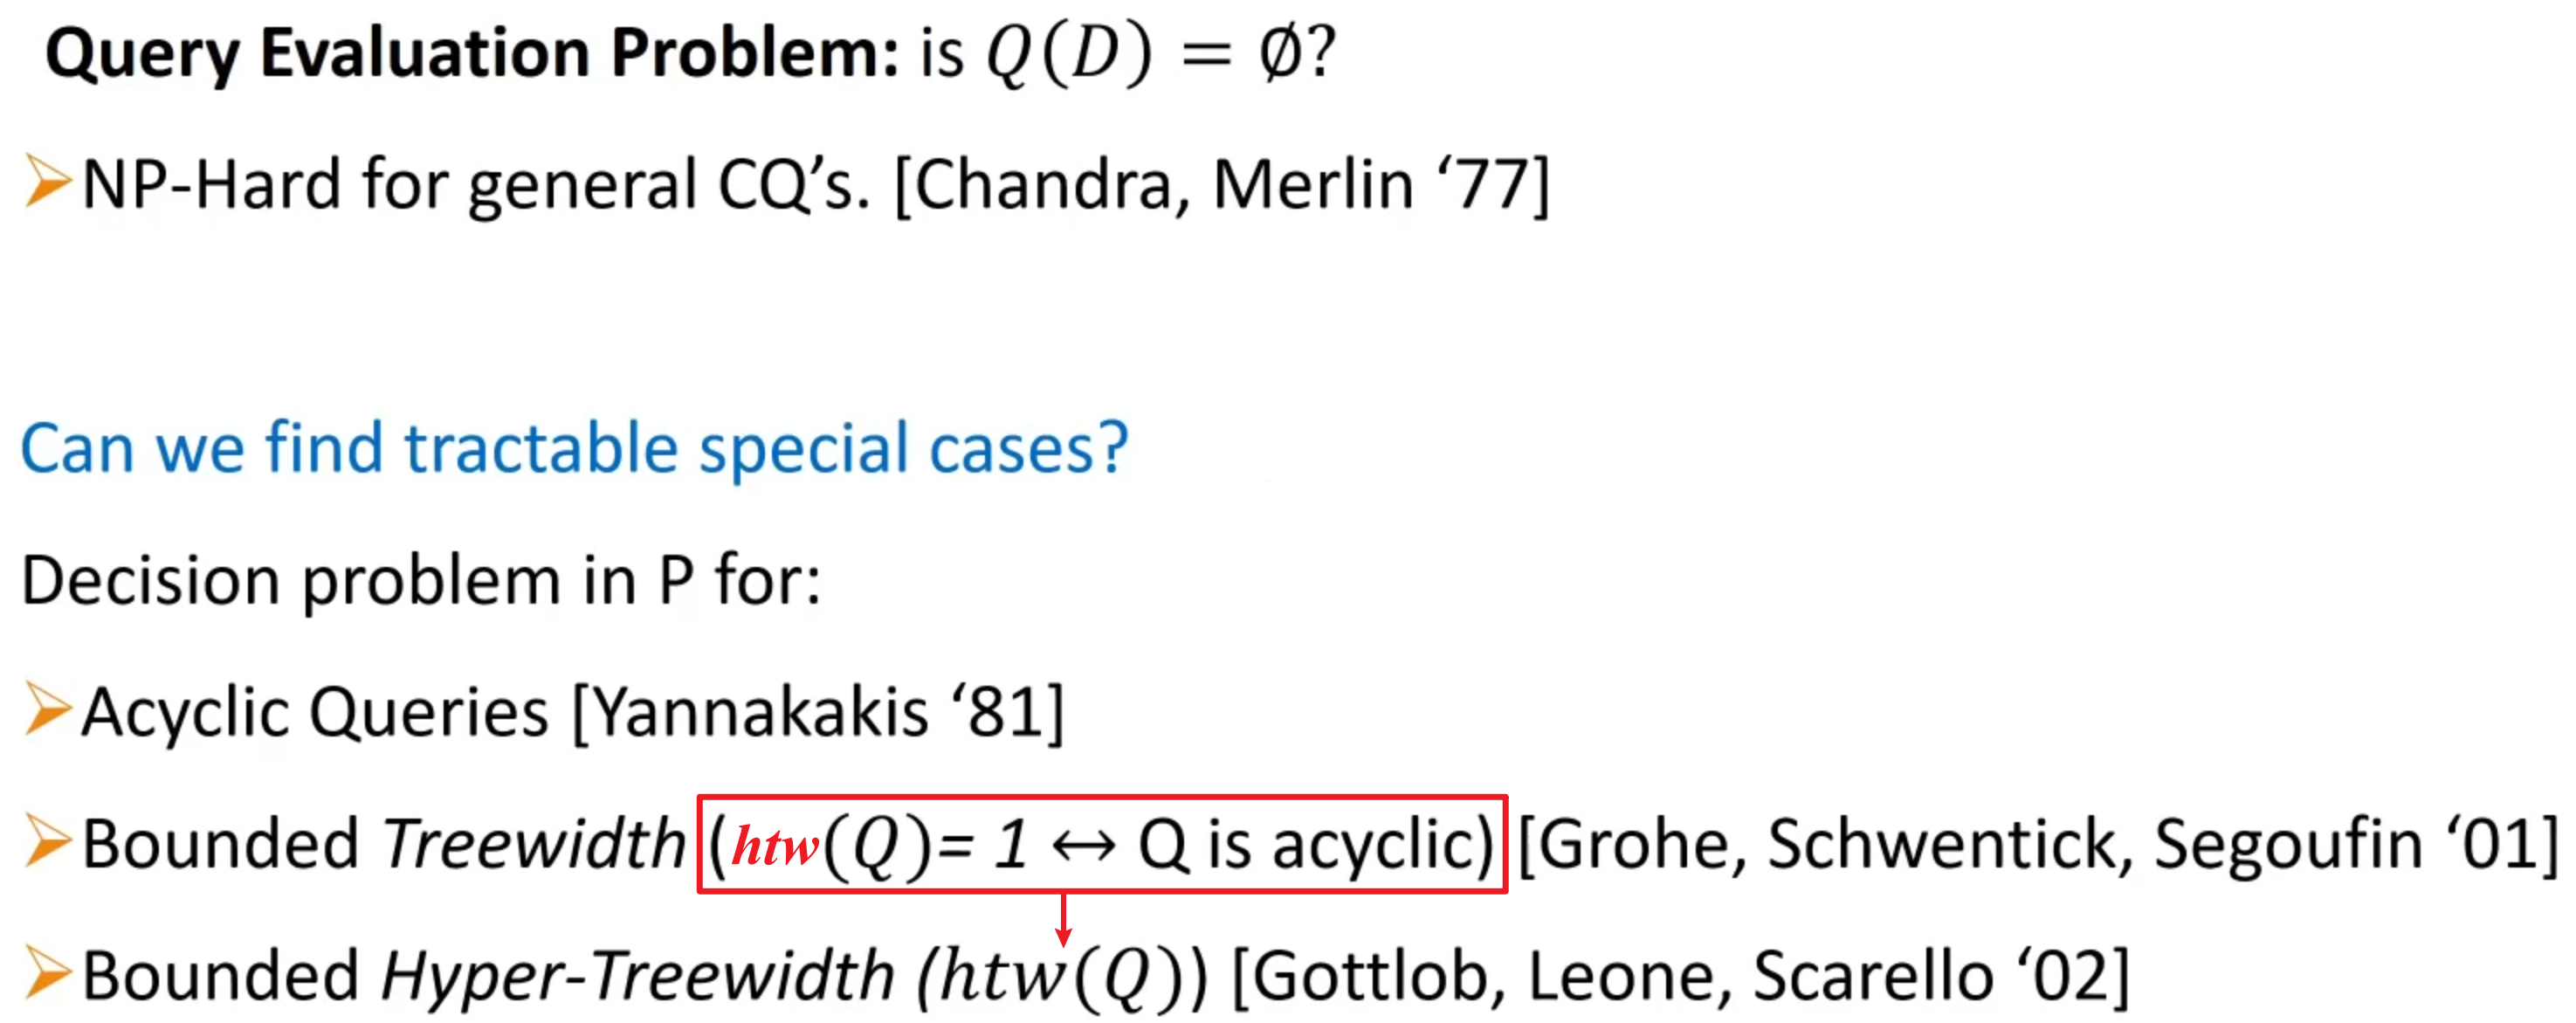 Query Evaluation Problem: is Q(D) = ∅?
➢NP-Hard for general CQ’s. [Chandra, Merlin ‘77]
Can we find tractable special cases?
Decision problem in P for:
➢Acyclic Queries [Yannakakis ‘81]
➢Bounded Treewidth (htw(Q)= 1 ↔ Q is acyclic) [Grohe, Schwentick, Segoufin ‘01]
➢Bounded Hyper-Treewidth (htw(Q)) [Gottlob, Leone, Scarello ‘02]